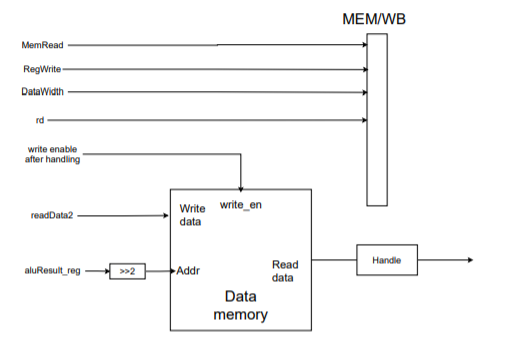 MEM/WB
MemRead
RegWrite
DataWidth
rd
write enable
after handling
Write
data
write_en
readData2
aluResult_reg
>>2
Addr
Read
data
Handle
Data
memory